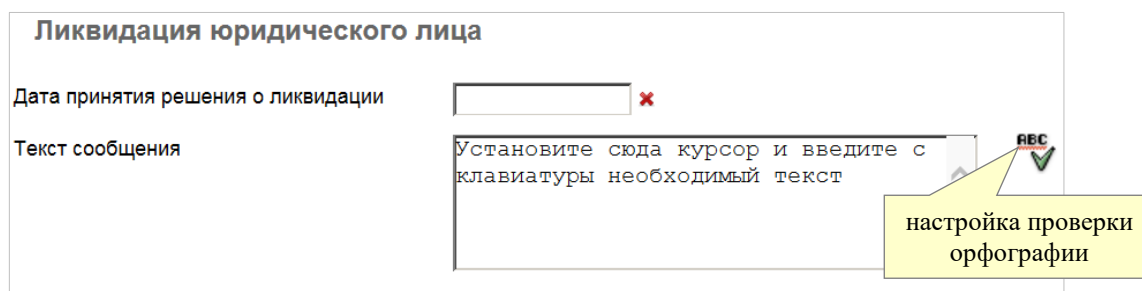 Ликвидация юридического лица
Дата принятия решения о ликвидации
Текст сообщения
Установите сюда курсор и введите с
клавиатуры необходимый текст
ABC
настройка проверки
орфографии